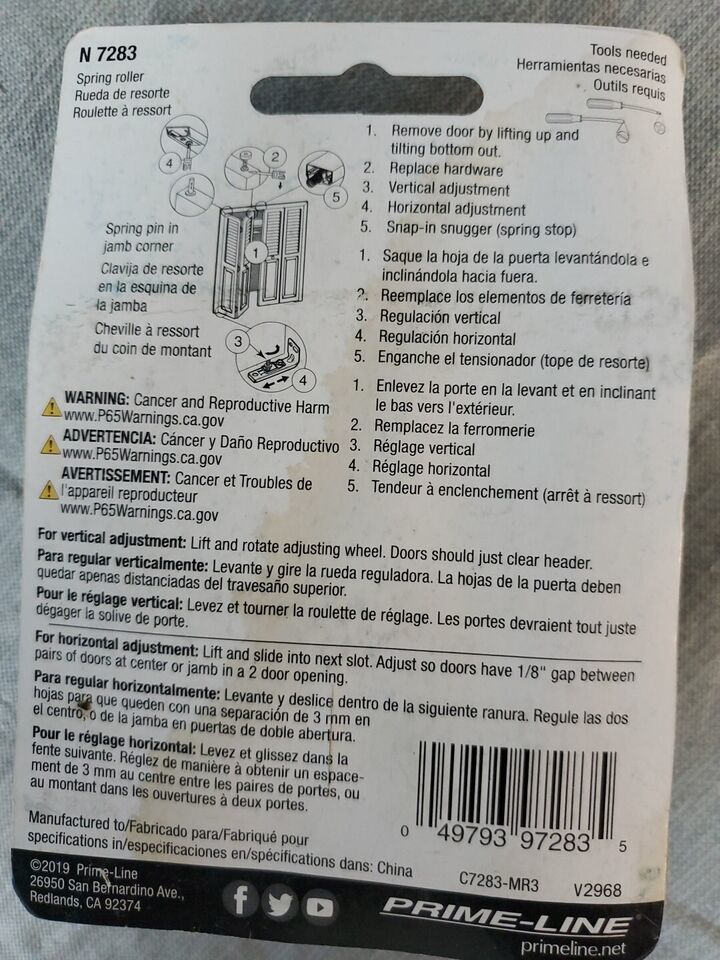 N 7283
Spring roller
Rueda de resorte
Roulette à ressort
Tools needed
Herramientas necesarias
Outils requis
4
2
5
1
3
4
Spring pin in
jamb corner
Clavija de resorte
en la esquina de
la jamba
Cheville à ressort
du coin de montant
1. Remove door by lifting up and
tilting bottom out.
2. Replace hardware
3. Vertical adjustment
4. Horizontal adjustment
5. Snap-in snugger (spring stop)
1. Saque la hoja de la puerta levantándola e
inclinándola hacia fuera.
2. Reemplace los elementos de ferretería
3. Regulación vertical
4. Regulación horizontal
5. Enganche el tensionador (tope de resorte)
1. Enlevez la porte en la levant et en inclinant
le bas vers l'extérieur.
2. Remplacez la ferronnerie
3. Réglage vertical
4. Réglage horizontal
5. Tendeur à enclenchement (arrêt à ressort)
WARNING: Cancer and Reproductive Harm
www.P65Warnings.ca.gov
ADVERTENCIA: Cáncer y Daño Reproductivo
www.P65Warnings.ca.gov
AVERTISSEMENT: Cancer et Troubles de
l'appareil reproducteur
www.P65Warnings.ca.gov
For vertical adjustment: Lift and rotate adjusting wheel. Doors should just clear header.
Para regular verticalmente: Levante y gire la rueda reguladora. La hojas de la puerta deben
quedar apenas distanciadas del travesaño superior.
Pour le réglage vertical: Levez et tourner la roulette de réglage. Les portes devraient tout juste
dégager la solive de porte.
For horizontal adjustment: Lift and slide into next slot. Adjust so doors have 1/8" gap between
pairs of doors at center or jamb in a 2 door opening.
Para regular horizontalmente: Levante y deslice dentro de la siguiente ranura. Regule las dos
hojas para que queden con una separación de 3 mm en
el centro, o de la jamba en puertas de doble abertura.
Pour le réglage horizontal: Levez et glissez dans la
fente suivante. Réglez de manière à obtenir un espace-
ment de 3 mm au centre entre les paires de portes, ou
au montant dans les ouvertures à deux portes.
Manufactured to/Fabricado para/Fabriqué pour
specifications in/especificaciones en/spécifications dans: China
0 49793 97283 5
C7283-MR3 V2968
©2019 Prime-Line
26950 San Bernardino Ave.,
Redlands, CA 92374
PRIME-LINE
primeline.net